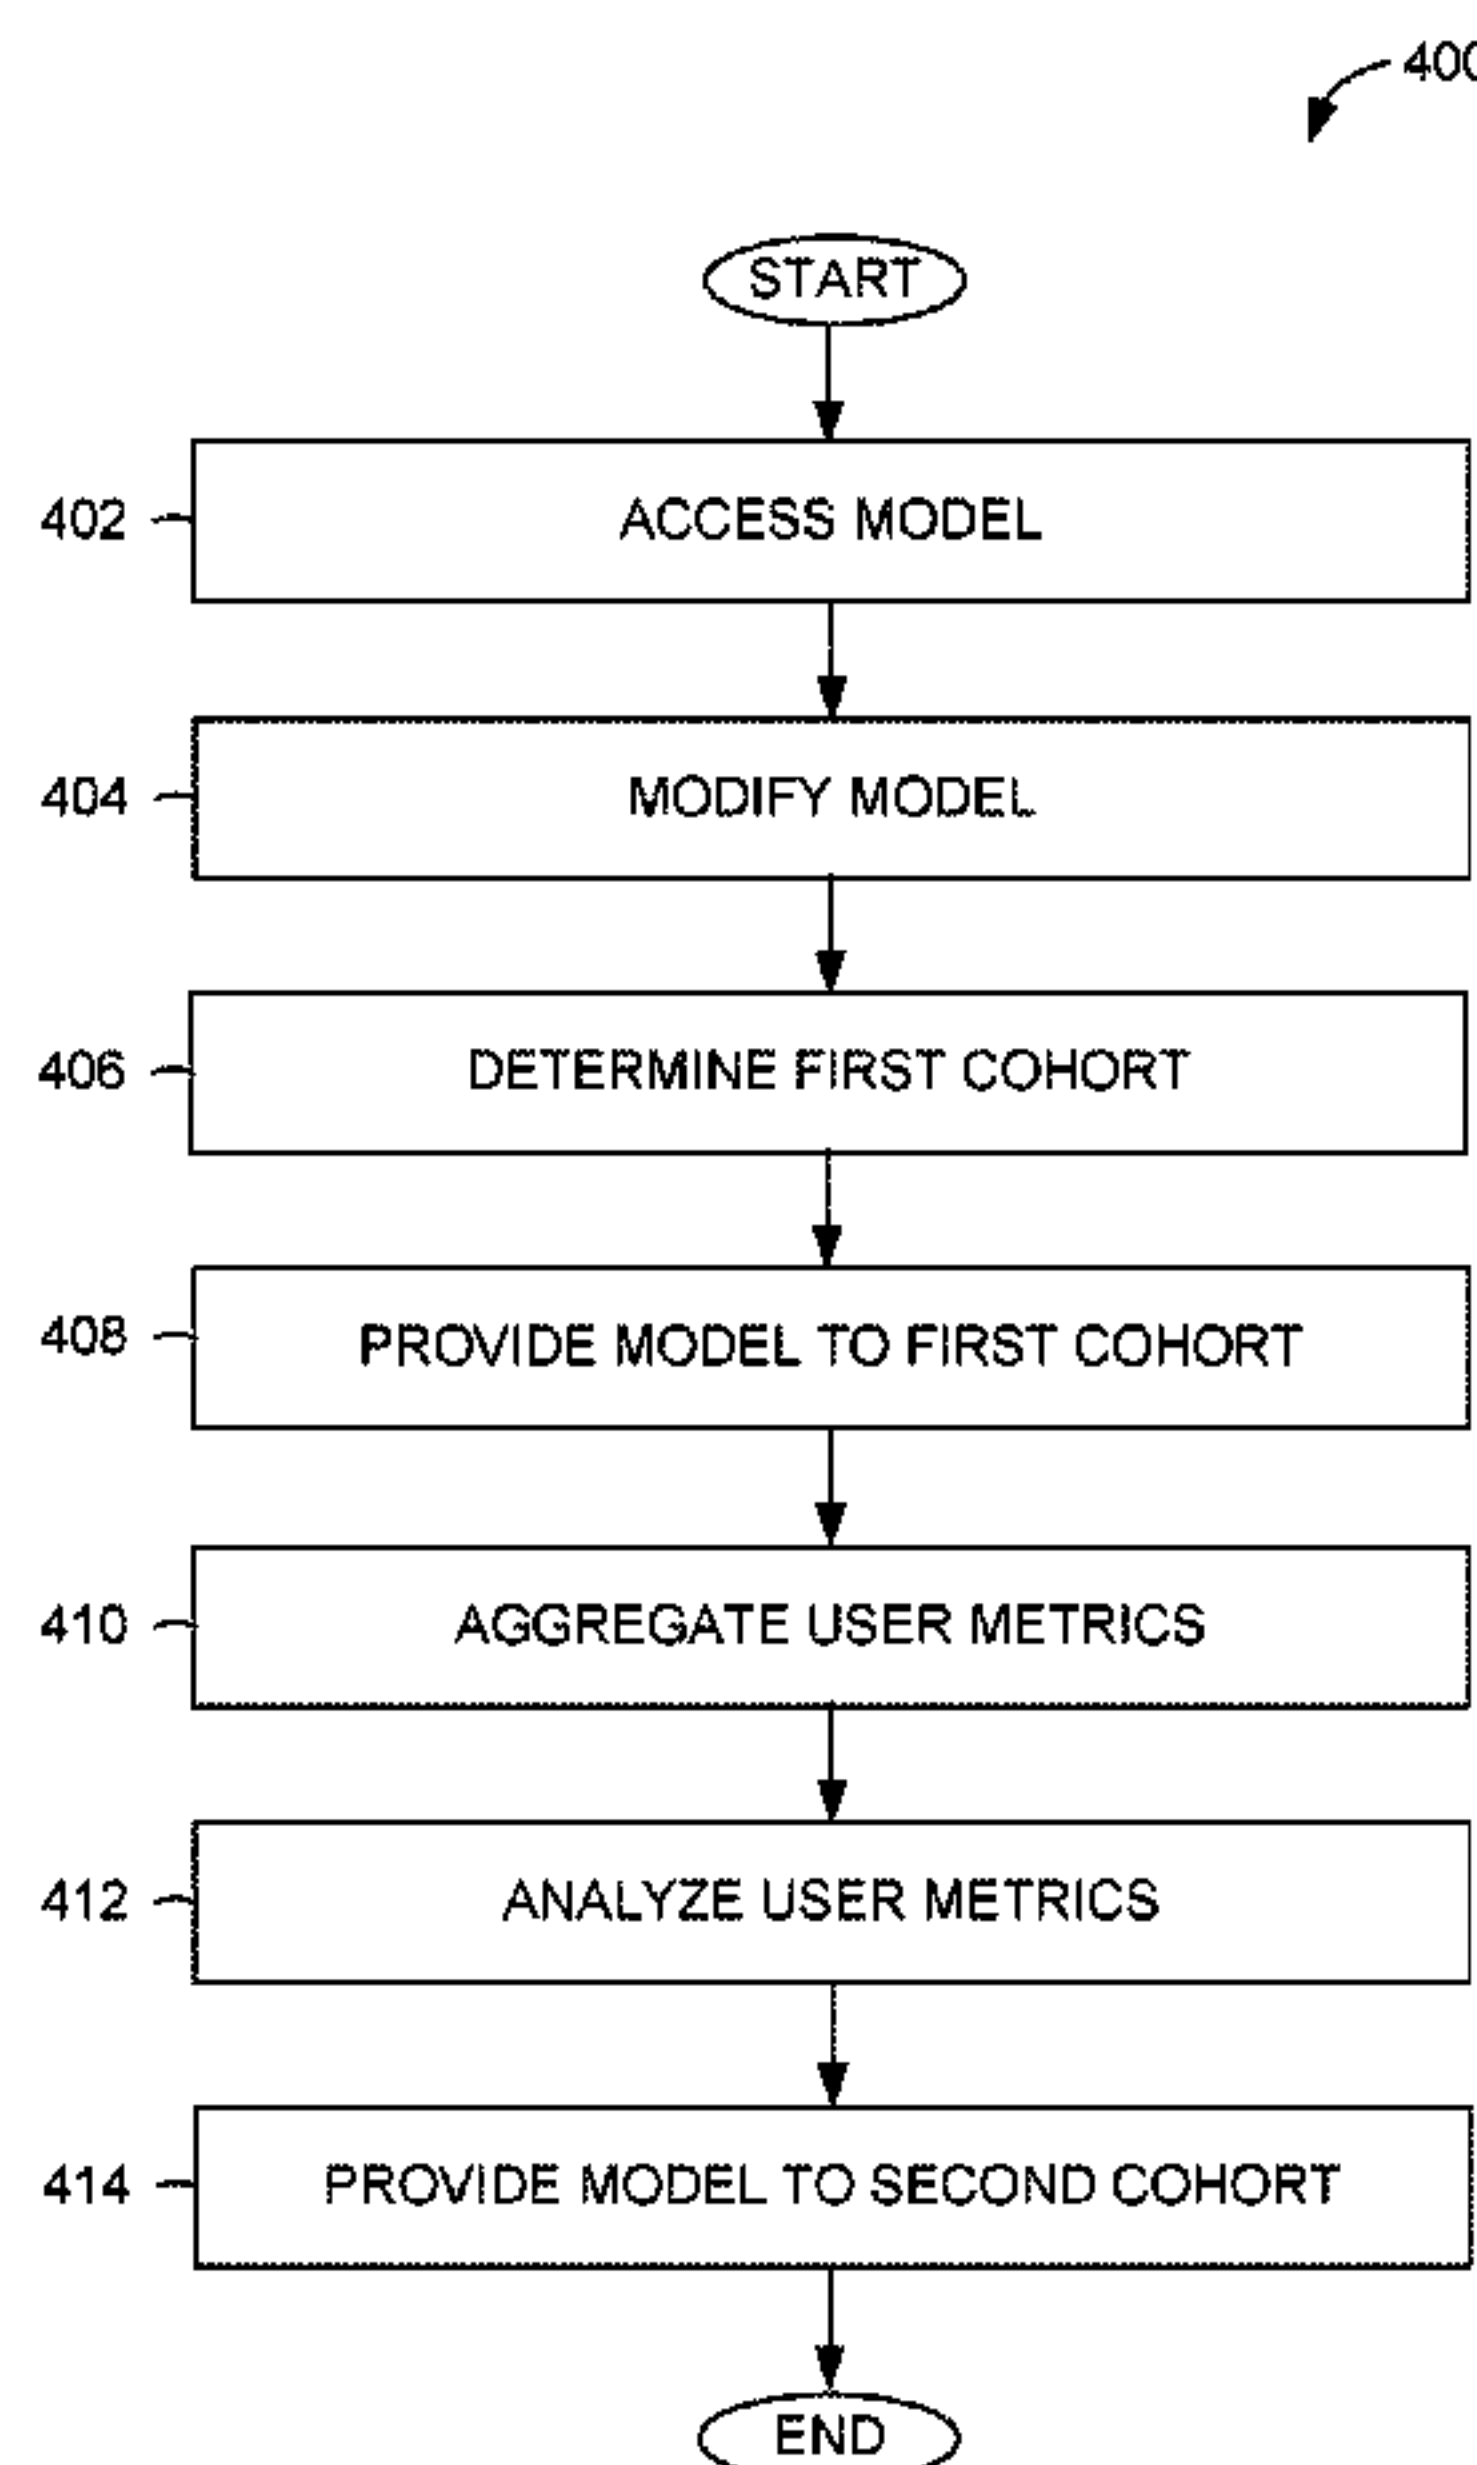 400
START
402
ACCESS MODEL
404
MODIFY MODEL
406
DETERMINE FIRST COHORT
408
PROVIDE MODEL TO FIRST COHORT
410
AGGREGATE USER METRICS
412
ANALYZE USER METRICS
414
PROVIDE MODEL TO SECOND COHORT
END